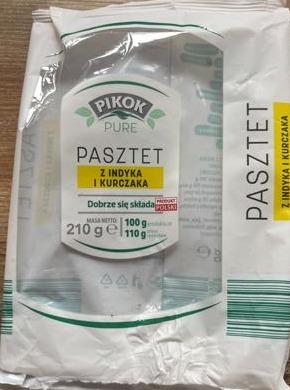 PIKOK
PURE
PASZTET
Z INDYKA
I KURCZAKA
Dobrze się składa
PRODUKT
POLSKI
MASA NETTO:
210 g e
100 g
110 g
PASZTET
Z INDYKA I KURCZAKA